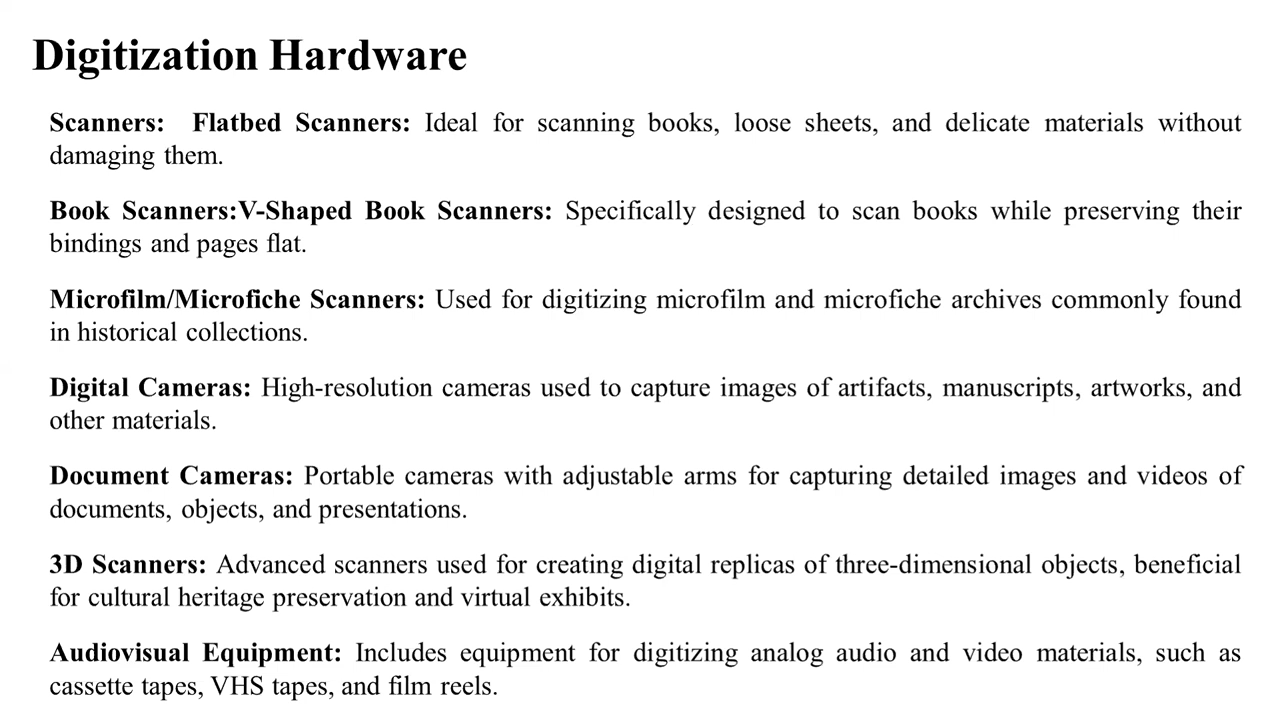 Digitization Hardware
Scanners: Flatbed Scanners: Ideal for scanning books, loose sheets, and delicate materials without
damaging them.
Book Scanners:V-Shaped Book Scanners: Specifically designed to scan books while preserving their
bindings and pages flat.
Microfilm/Microfiche Scanners: Used for digitizing microfilm and microfiche archives commonly found
in historical collections.
Digital Cameras: High-resolution cameras used to capture images of artifacts, manuscripts, artworks, and
other materials.
Document Cameras: Portable cameras with adjustable arms for capturing detailed images and videos of
documents, objects, and presentations.
3D Scanners: Advanced scanners used for creating digital replicas of three-dimensional objects, beneficial
for cultural heritage preservation and virtual exhibits.
Audiovisual Equipment: Includes equipment for digitizing analog audio and video materials, such as
cassette tapes, VHS tapes, and film reels.